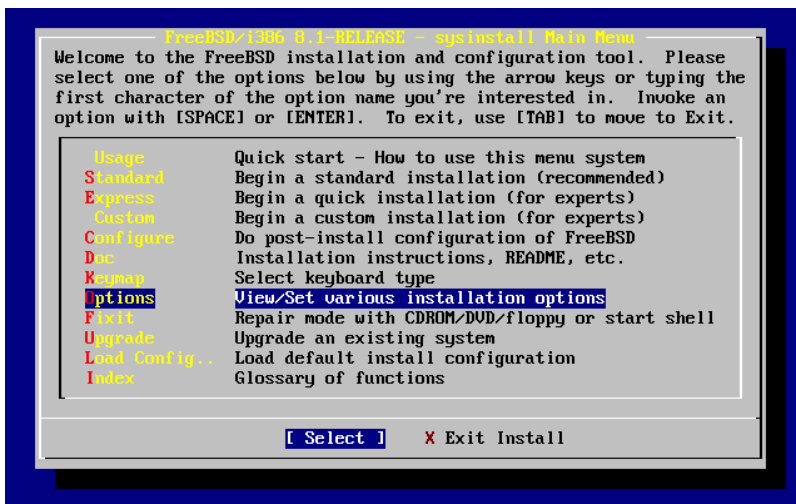 FreeBSD/i386 8.1-RELEASE - sysinstall Main Menu
Welcome to the FreeBSD installation and configuration tool. Please
select one of the options below by using the arrow keys or typing the
first character of the option name you're interested in. Invoke an
option with [SPACE] or [ENTER]. To exit, use [TAB] to move to Exit.
Usage Quick start - How to use this menu system
Standard Begin a standard installation (recommended)
Express Begin a quick installation (for experts)
Custom Begin a custom installation (for experts)
Configure Do post-install configuration of FreeBSD
Doc Installation instructions, README, etc.
Keymap Select keyboard type
Options View/Set various installation options
Fixit Repair mode with CDROM/DVD/floppy or start shell
Upgrade Upgrade an existing system
Load Config.. Load default install configuration
Index Glossary of functions
[ Select ] X Exit Install